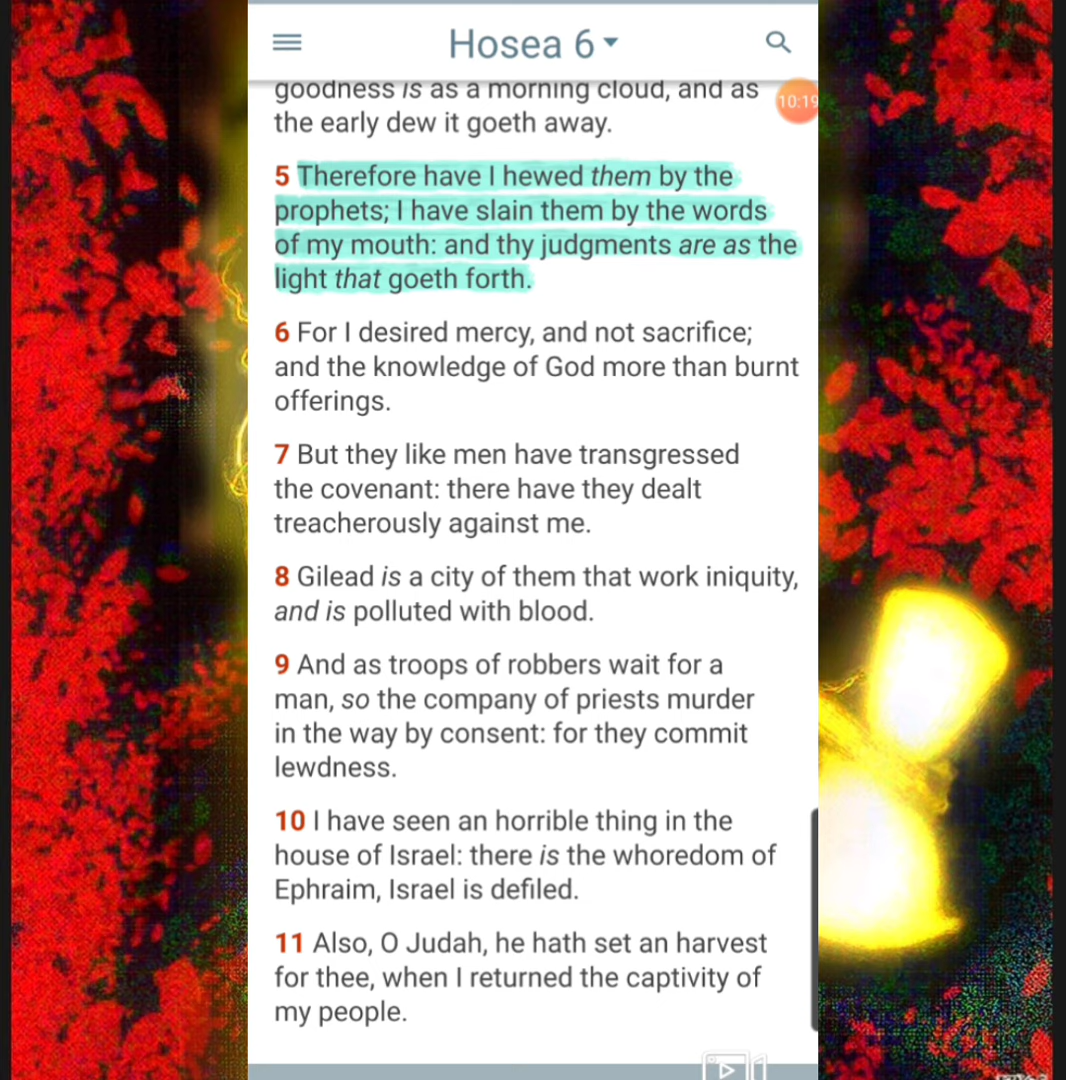 Hosea 6
10:19
goodness is as a morning cloud, and as
the early dew it goeth away.
5 Therefore have I hewed them by the
prophets; I have slain them by the words
of my mouth: and thy judgments are as the
light that goeth forth.
6 For I desired mercy, and not sacrifice;
and the knowledge of God more than burnt
offerings.
7 But they like men have transgressed
the covenant: there have they dealt
treacherously against me.
8 Gilead is a city of them that work iniquity,
and is polluted with blood.
9 And as troops of robbers wait for a
man, so the company of priests murder
in the way by consent: for they commit
lewdness.
10 I have seen an horrible thing in the
house of Israel: there is the whoredom of
Ephraim, Israel is defiled.
11 Also, O Judah, he hath set an harvest
for thee, when I returned the captivity of
my people.